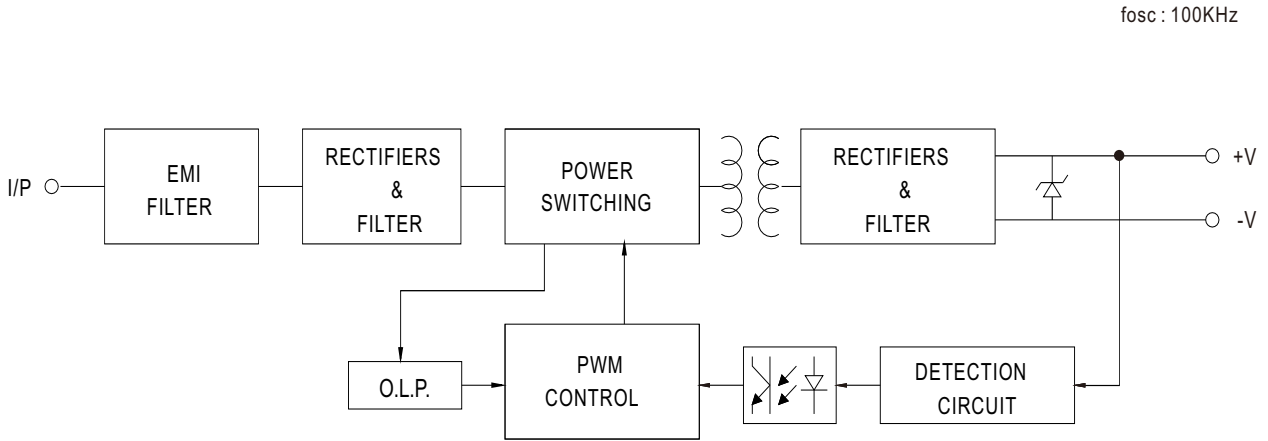 fosc : 100KHz
I/P
EMI
FILTER
RECTIFIERS
&
FILTER
POWER
SWITCHING
RECTIFIERS
&
FILTER
+V
-V
O.L.P.
PWM
CONTROL
DETECTION
CIRCUIT